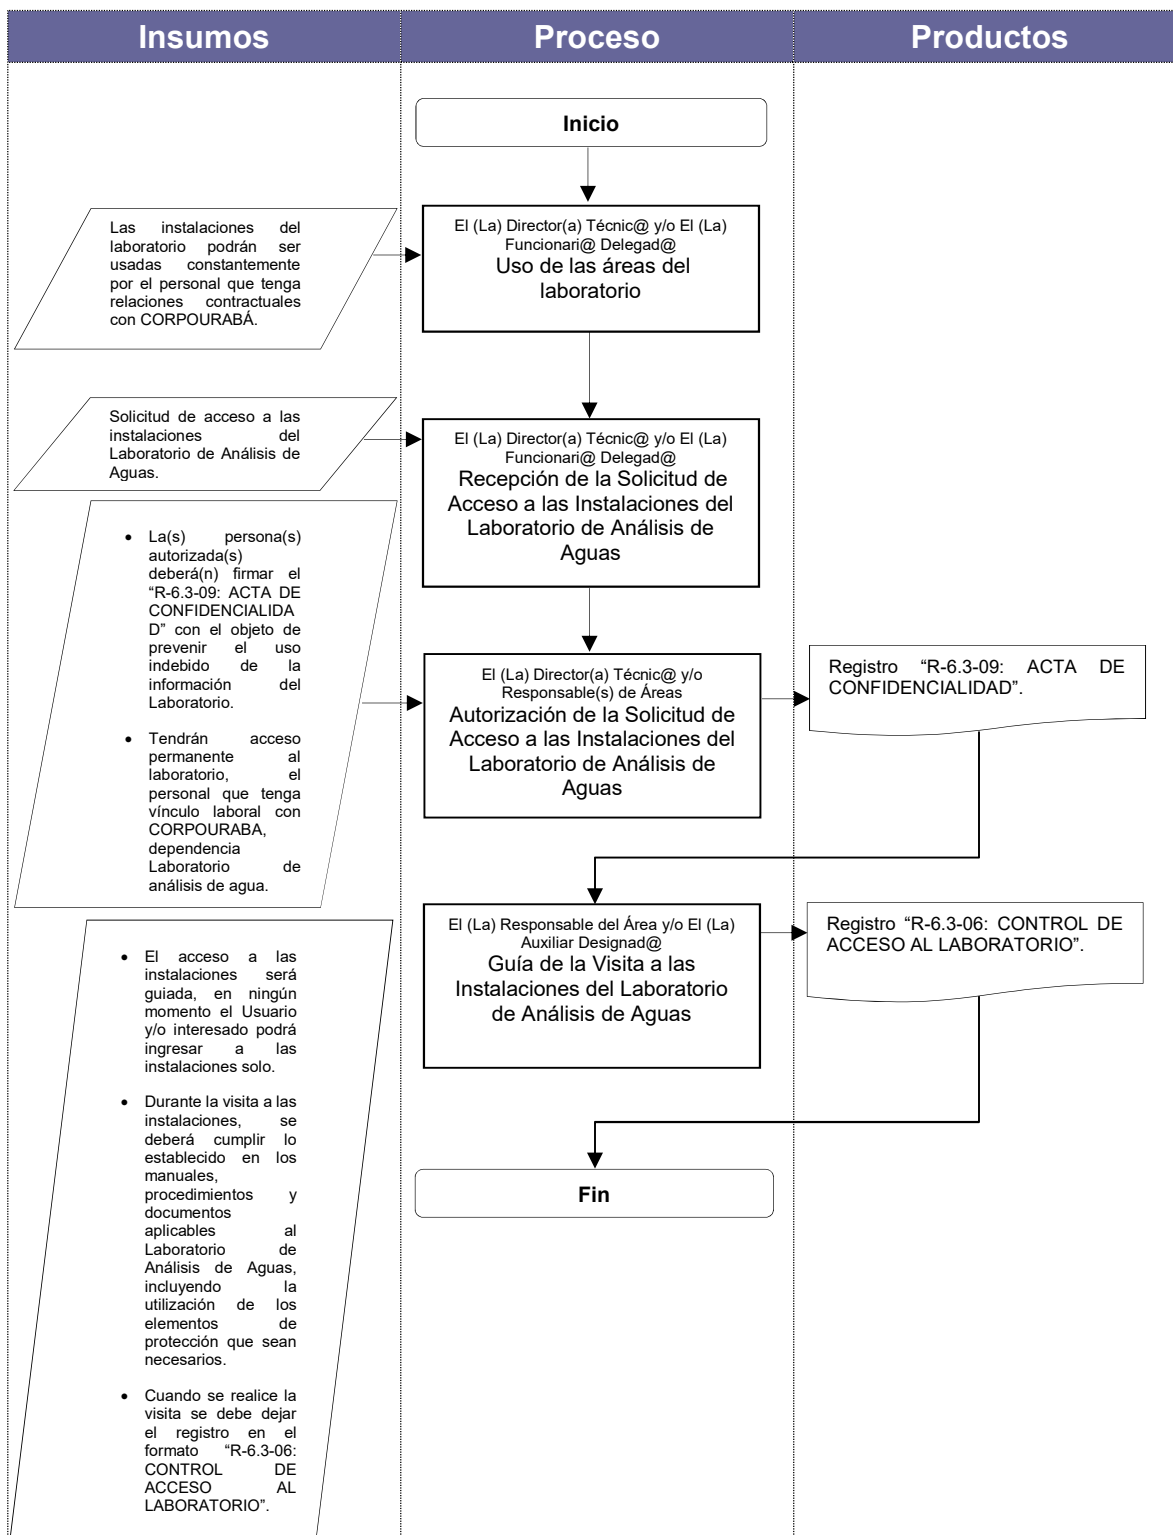 Insumos
Proceso
Productos
Inicio
Las instalaciones del
laboratorio podrán ser
usadas constantemente
por el personal que tenga
relaciones contractuales
con CORPOURABÁ.
El (La) Director(a) Técnic@ y/o El (La)
Funcionari@ Delegad@
Uso de las áreas del
laboratorio
Solicitud de acceso a las
instalaciones del
Laboratorio de Análisis de
Aguas.
El (La) Director(a) Técnic@ y/o El (La)
Funcionari@ Delegad@
Recepción de la Solicitud de
Acceso a las Instalaciones del
Laboratorio de Análisis de
Aguas
• La(s) persona(s)
autorizada(s)
deberá(n) firmar el
“R-6.3-09: ACTA DE
CONFIDENCIALIDA
D” con el objeto de
prevenir el uso
indebido de la
información del
Laboratorio.
• Tendrán acceso
permanente al
laboratorio, el
personal que tenga
vínculo laboral con
CORPOURABA,
dependencia
Laboratorio de
análisis de agua.
El (La) Director(a) Técnic@ y/o
Responsable(s) de Áreas
Autorización de la Solicitud de
Acceso a las Instalaciones del
Laboratorio de Análisis de
Aguas
Registro “R-6.3-09: ACTA DE
CONFIDENCIALIDAD”.
• El acceso a las
instalaciones será
guiada, en ningún
momento el Usuario
y/o interesado podrá
ingresar a las
instalaciones solo.
• Durante la visita a las
instalaciones, se
deberá cumplir lo
establecido en los
manuales,
procedimientos y
documentos
aplicables al
Laboratorio de
Análisis de Aguas,
incluyendo la
utilización de los
elementos de
protección que sean
necesarios.
• Cuando se realice la
visita se debe dejar
el registro en el
formato “R-6.3-06:
CONTROL DE
ACCESO AL
LABORATORIO”.
El (La) Responsable del Área y/o El (La)
Auxiliar Designad@
Guía de la Visita a las
Instalaciones del Laboratorio
de Análisis de Aguas
Registro “R-6.3-06: CONTROL DE
ACCESO AL LABORATORIO”.
Fin